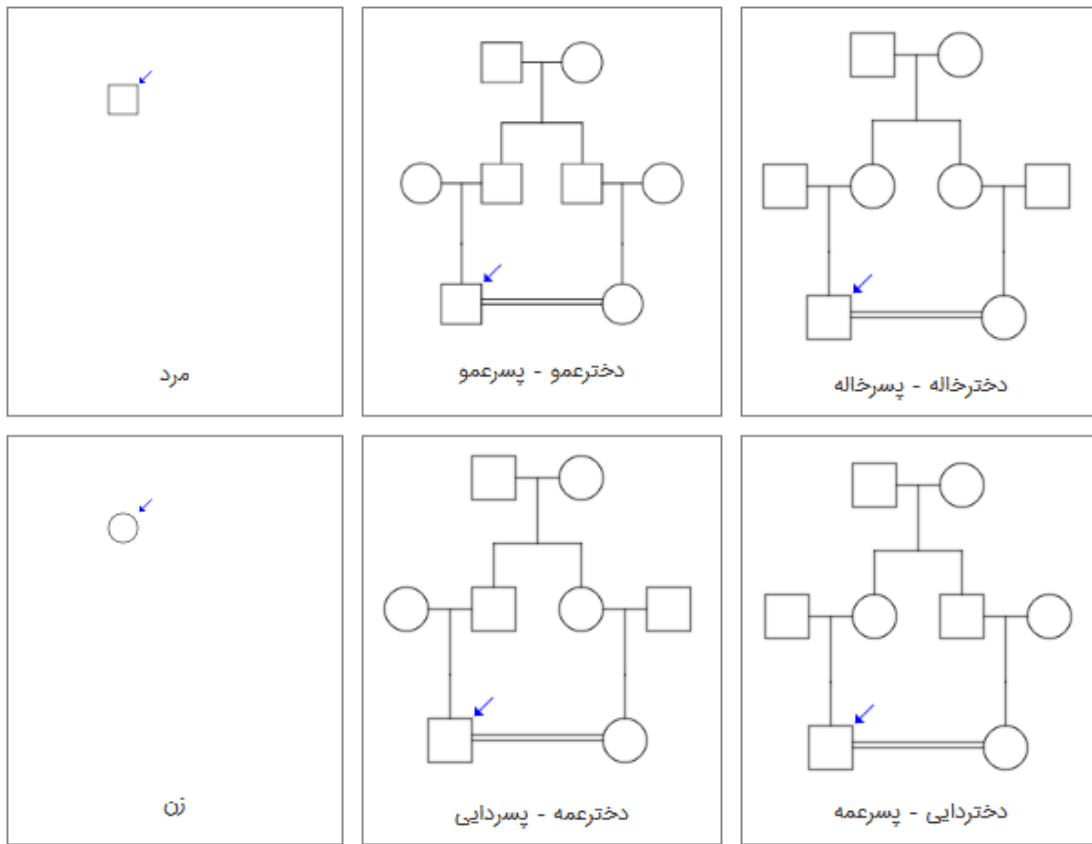 دخترخاله - پسرخاله
دخترعمو - پسرعمو
مرد
دختردایی - پسرعمه
دخترعمه - پسردایی
زن